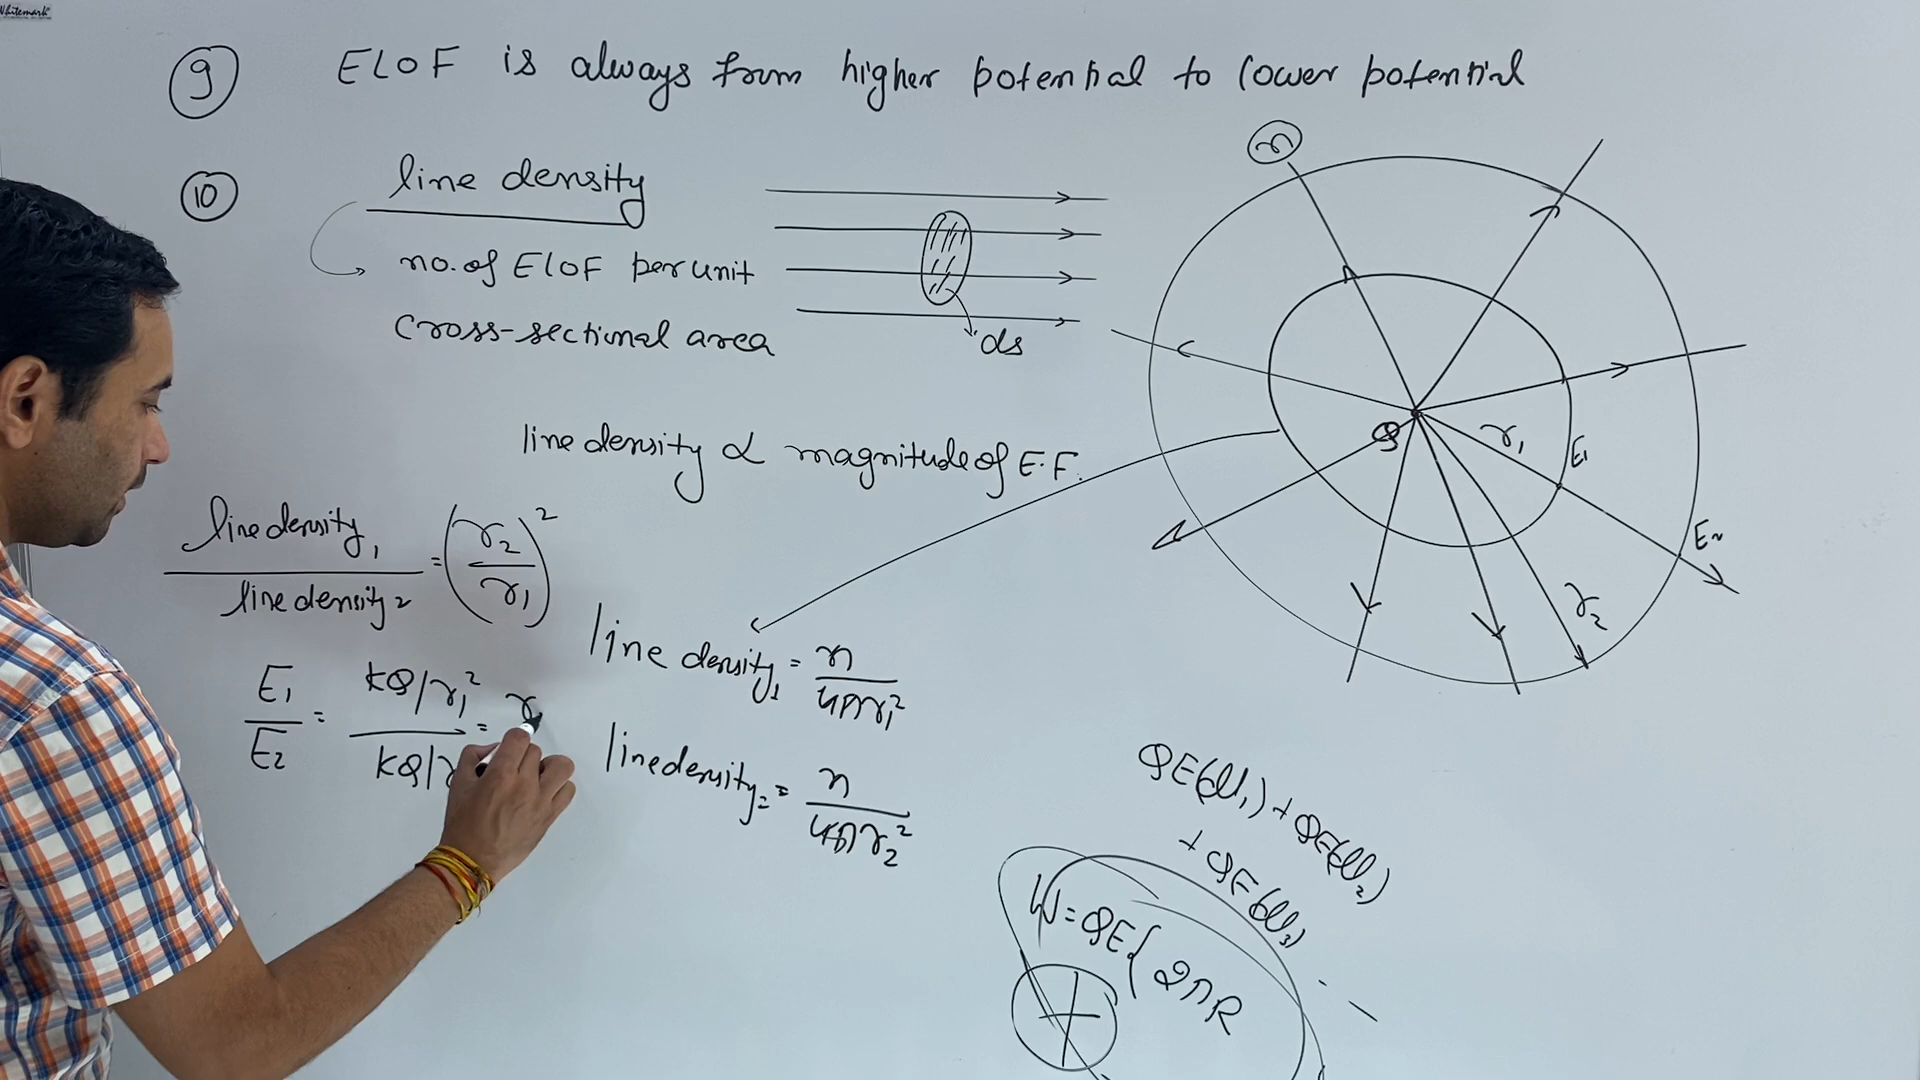 Whitemark
9 ELOF is always from higher potential to lower potential
10 line density
no. of ELOF per unit
cross-sectional area
ds
n
line density ∝ magnitude of E.F.
line density₁ / line density₂ = (r₂/r₁)²
E₁/E₂ = kQ/r₁² / kQ/r = r
line density₁ = n/4πr₁²
line density₂ = n/4πr₂²
Q
r₁
E₁
E₂
r₂
QE(dl₁) + QE(dl₂)
+ QE(dl₃)
W = QE{2πR